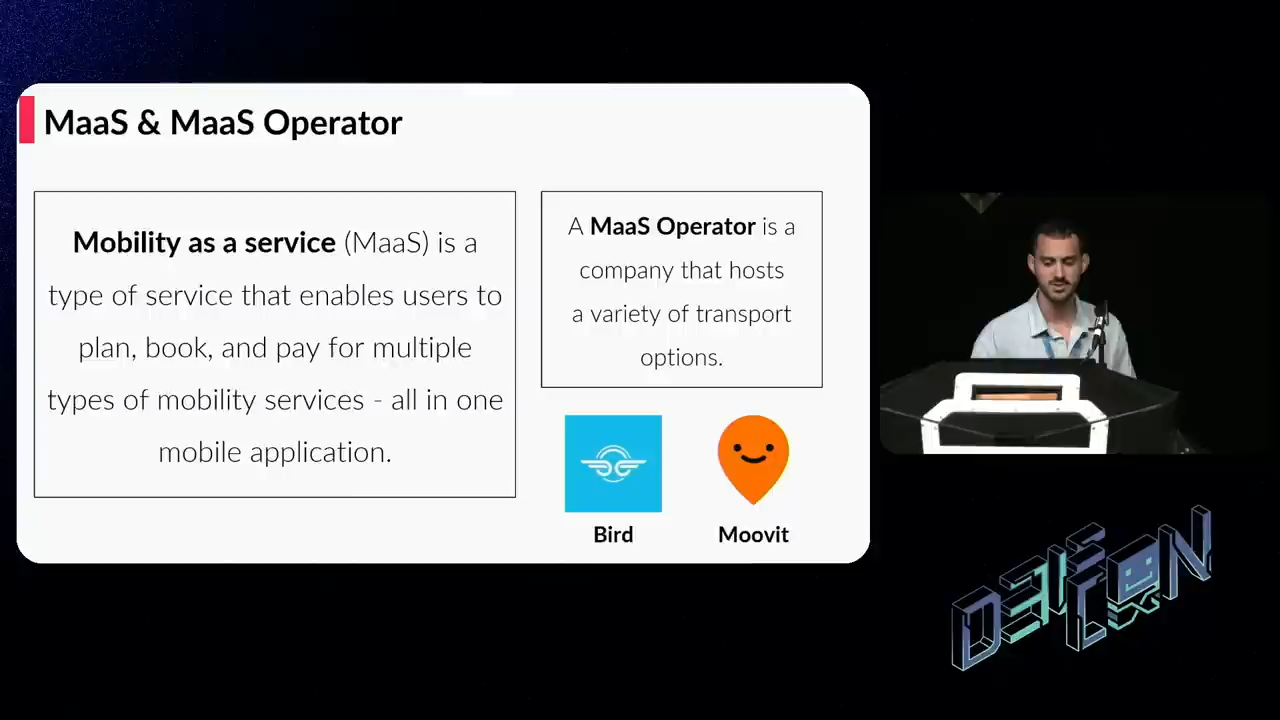 MaaS & MaaS Operator
Mobility as a service (MaaS) is a
type of service that enables users to
plan, book, and pay for multiple
types of mobility services - all in one
mobile application.
A MaaS Operator is a
company that hosts
a variety of transport
options.
Bird
Moovit
DEF
CON